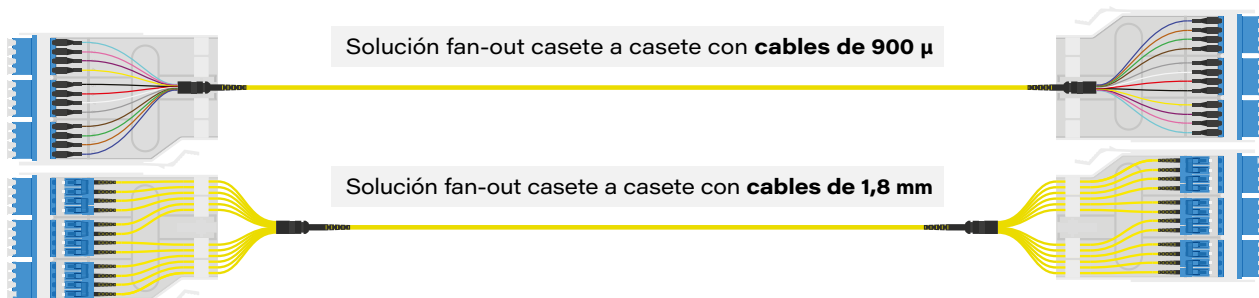 Solución fan-out casete a casete con cables de 900 µ
Solución fan-out casete a casete con cables de 1,8 mm